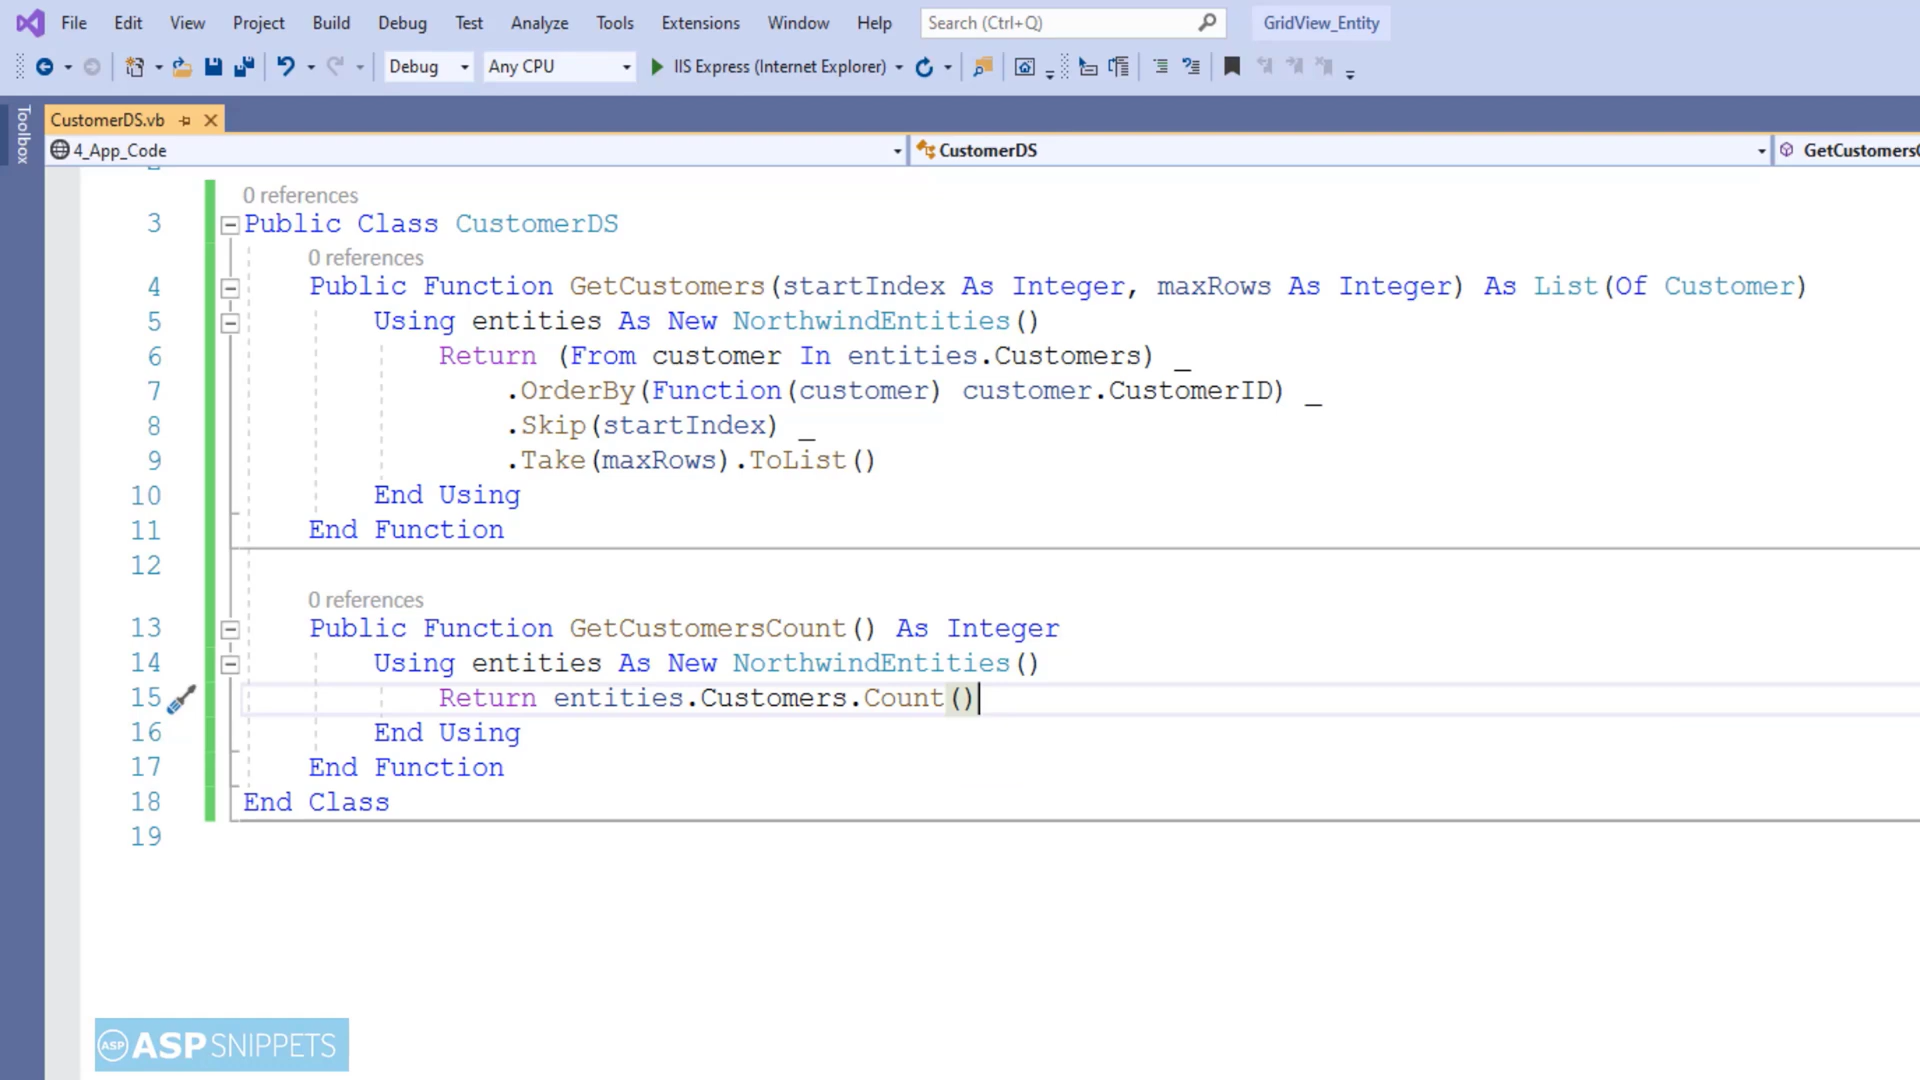 File Edit View Project Build Debug Test Analyze Tools Extensions Window Help Search (Ctrl+Q) GridView_Entity
Debug Any CPU IIS Express (Internet Explorer)
Toolbox
CustomerDS.vb
4_App_Code CustomerDS GetCustomersC
0 references
3 Public Class CustomerDS
0 references
4 Public Function GetCustomers(startIndex As Integer, maxRows As Integer) As List(Of Customer)
5 Using entities As New NorthwindEntities()
6 Return (From customer In entities.Customers) _
7 .OrderBy(Function(customer) customer.CustomerID) _
8 .Skip(startIndex) _
9 .Take(maxRows).ToList()
10 End Using
11 End Function
12
0 references
13 Public Function GetCustomersCount() As Integer
14 Using entities As New NorthwindEntities()
15 Return entities.Customers.Count()
16 End Using
17 End Function
18 End Class
19
ASP ASPSNIPPETS